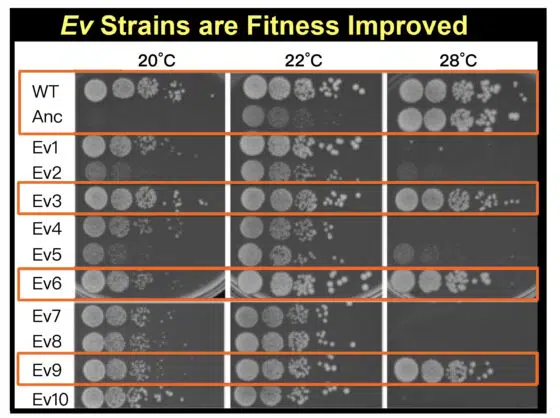 Ev Strains are Fitness Improved
20°C 22°C 28°C
WT
Anc
Ev1
Ev2
Ev3
Ev4
Ev5
Ev6
Ev7
Ev8
Ev9
Ev10